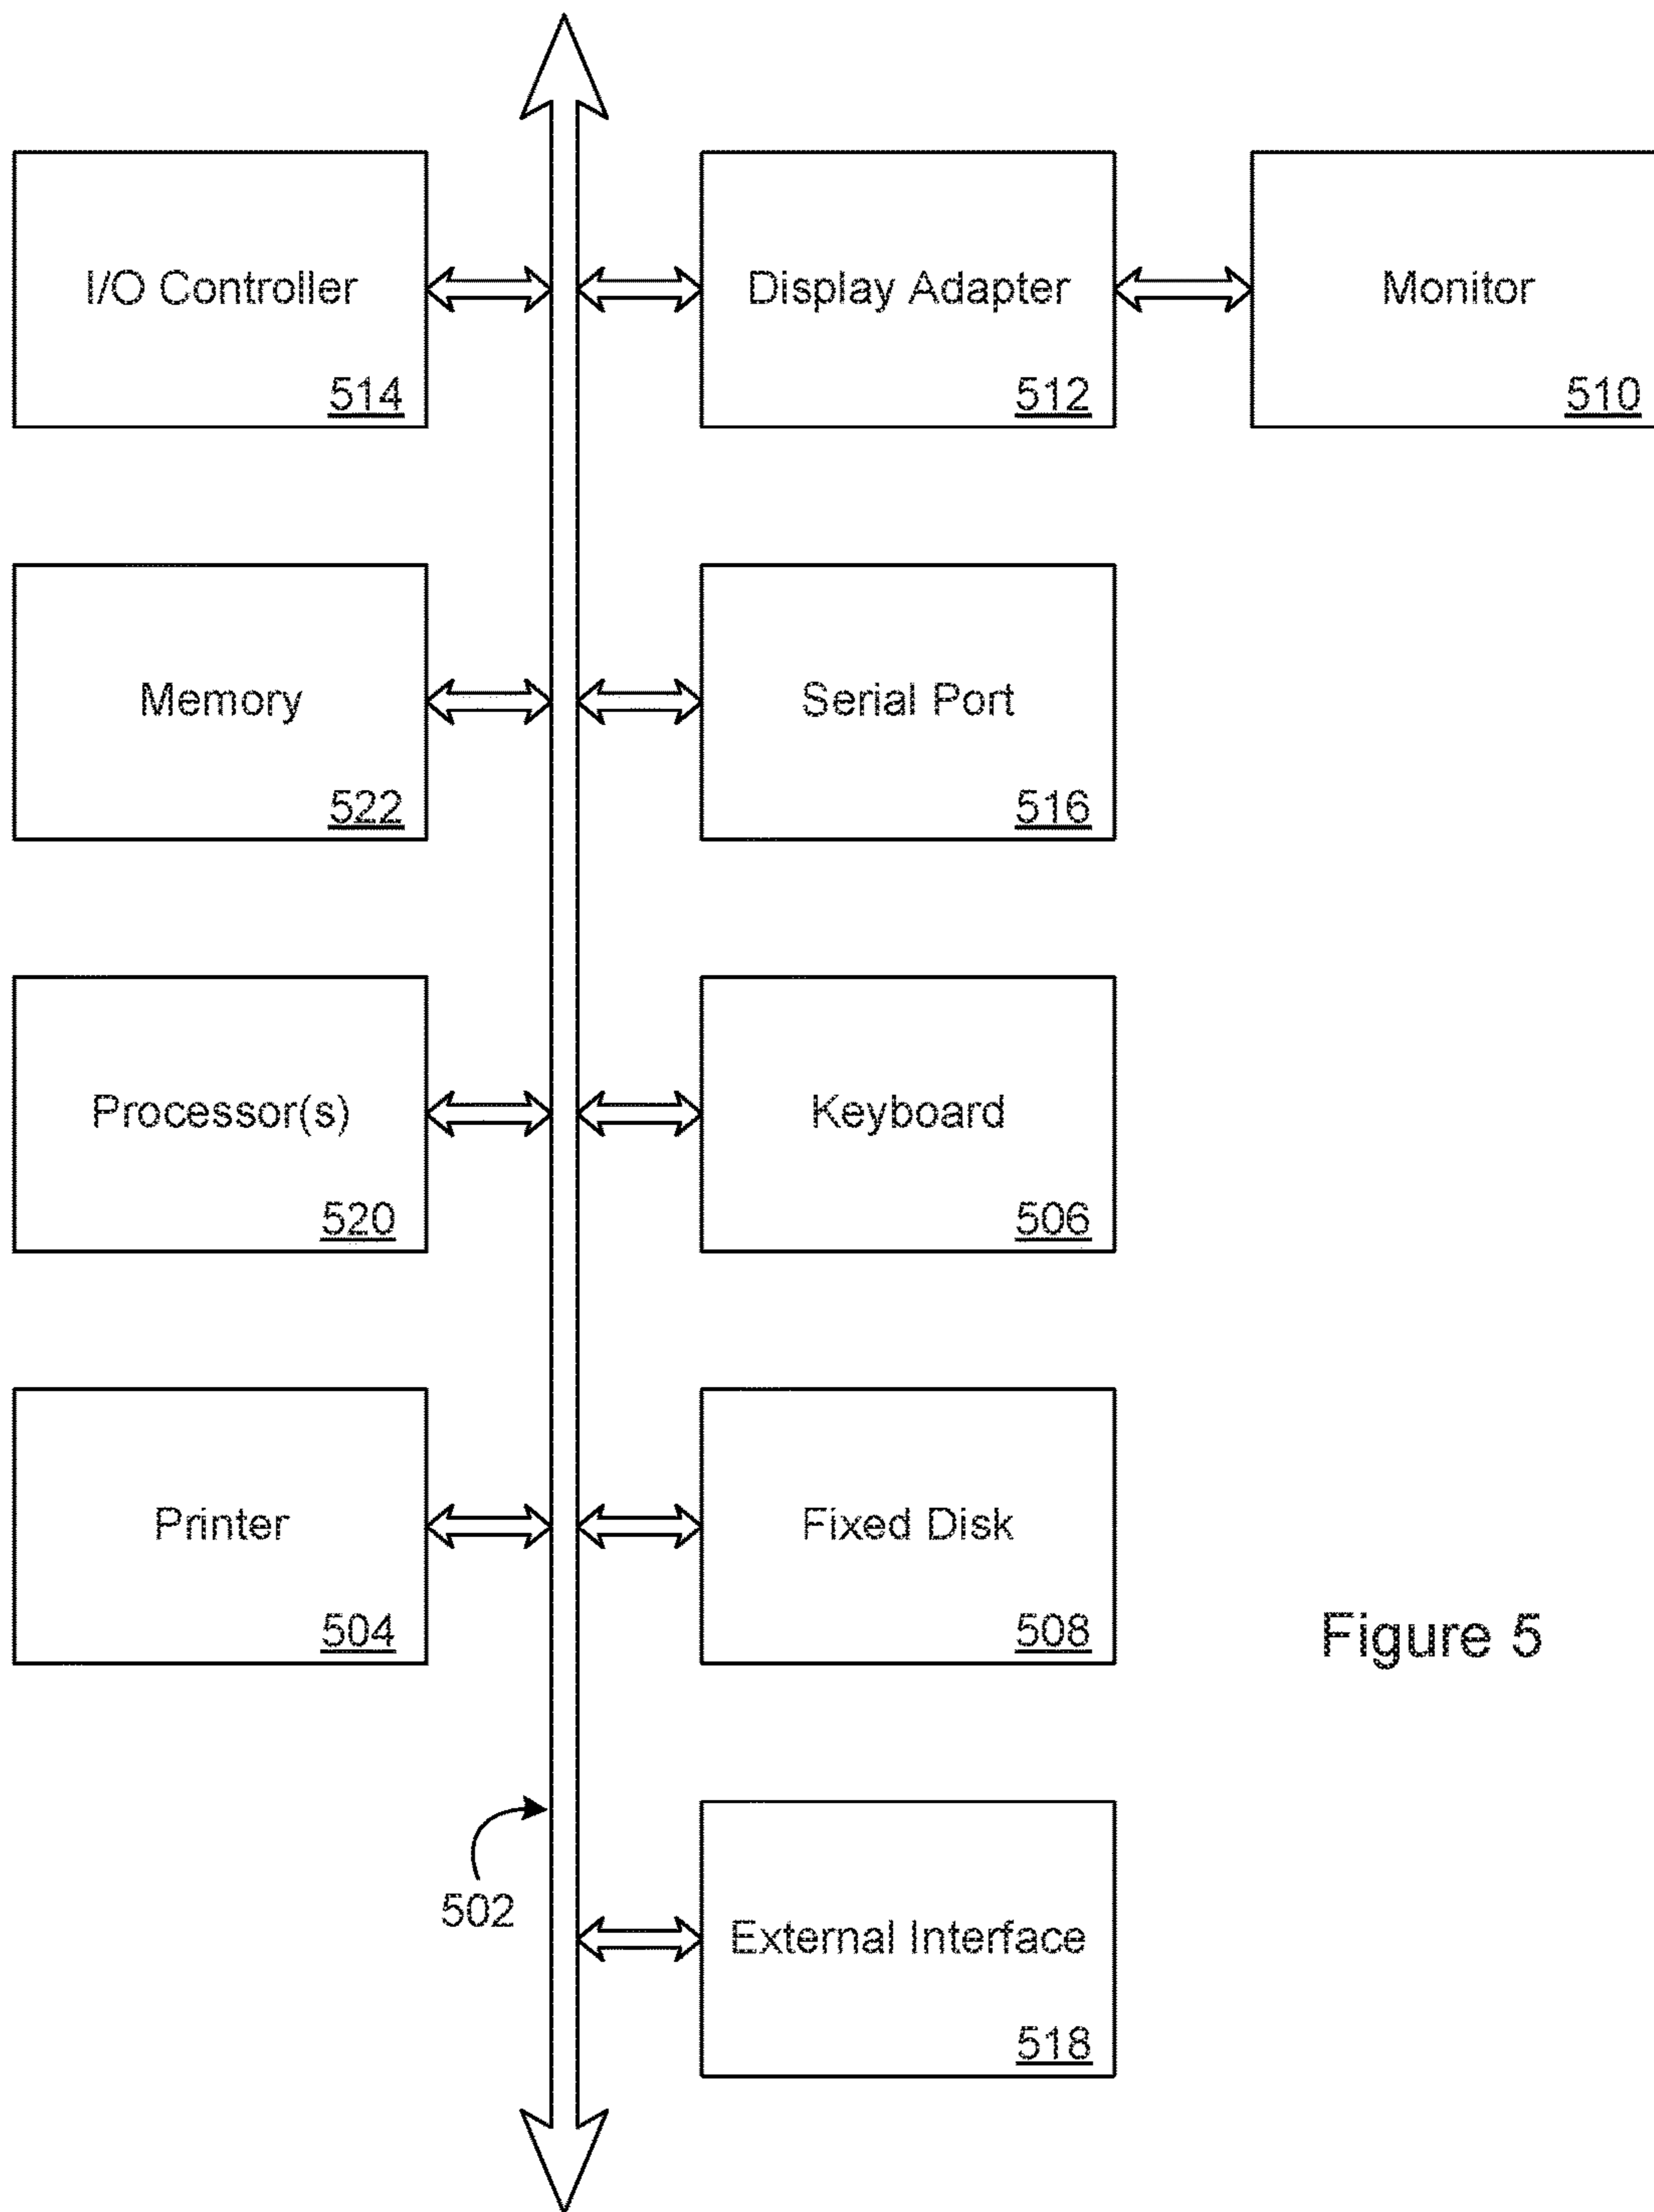 I/O Controller
514
Display Adapter
512
Monitor
510
Memory
522
Serial Port
516
Processor(s)
520
Keyboard
506
Printer
504
Fixed Disk
508
Figure 5
502
External Interface
518